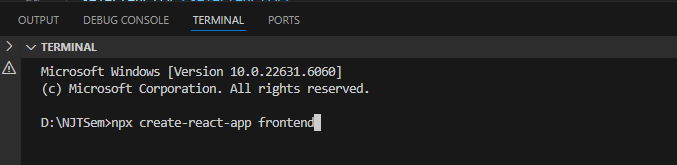 OUTPUT DEBUG CONSOLE TERMINAL PORTS
TERMINAL
Microsoft Windows [Version 10.0.22631.6060]
(c) Microsoft Corporation. All rights reserved.
D:\NJTSem>npx create-react-app frontend